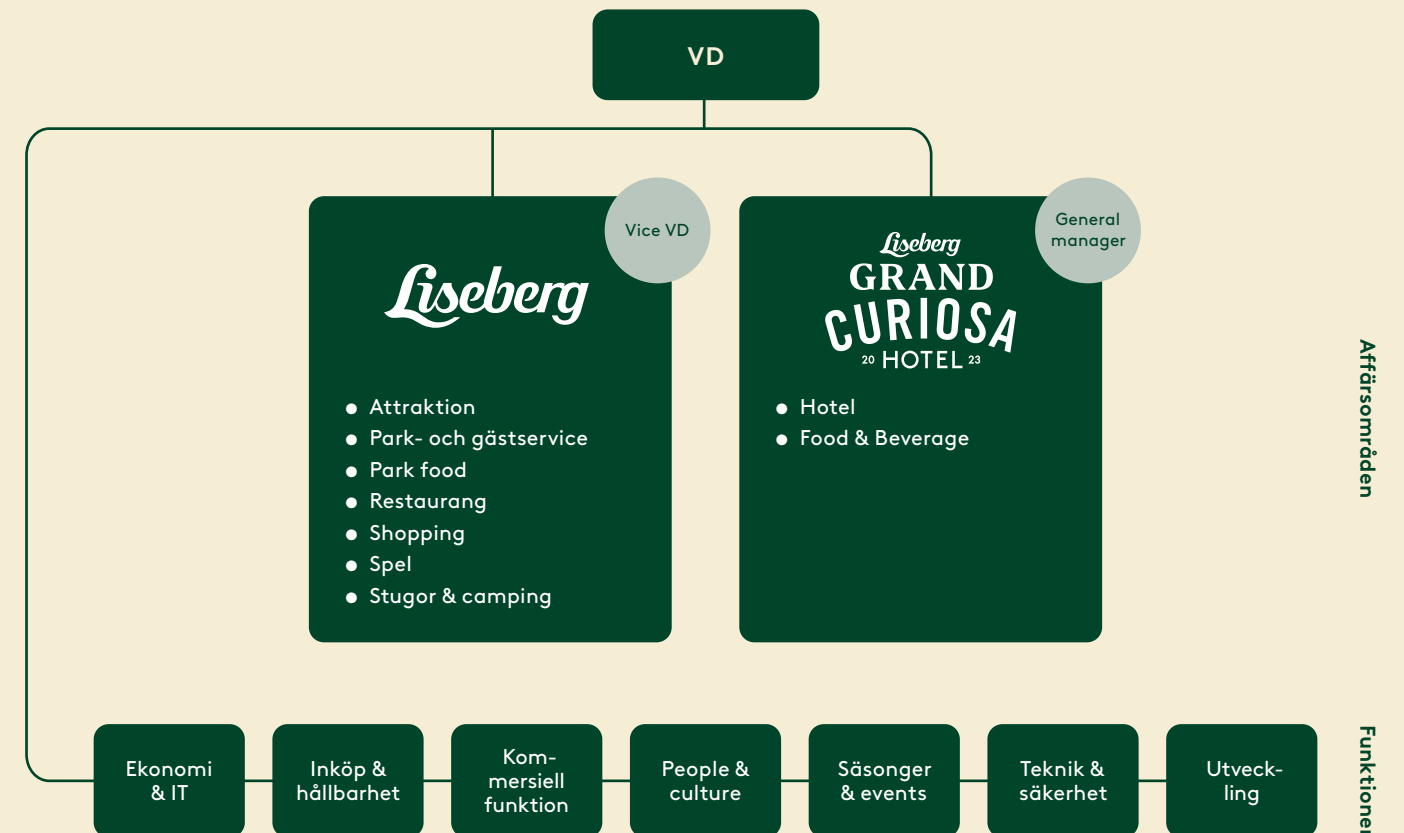 VD
Vice VD
Liseberg
Attraktion
Park- och gästservice
Park food
Restaurang
Shopping
Spel
Stugor & camping
General
manager
Liseberg
GRAND
CURIOSA
20 HOTEL 23
Hotel
Food & Beverage
Affärsområden
Ekonomi
& IT
Inköp &
hållbarhet
Kom-
mersiell
funktion
People &
culture
Säsonger
& events
Teknik &
säkerhet
Utveck-
ling
Funktioner